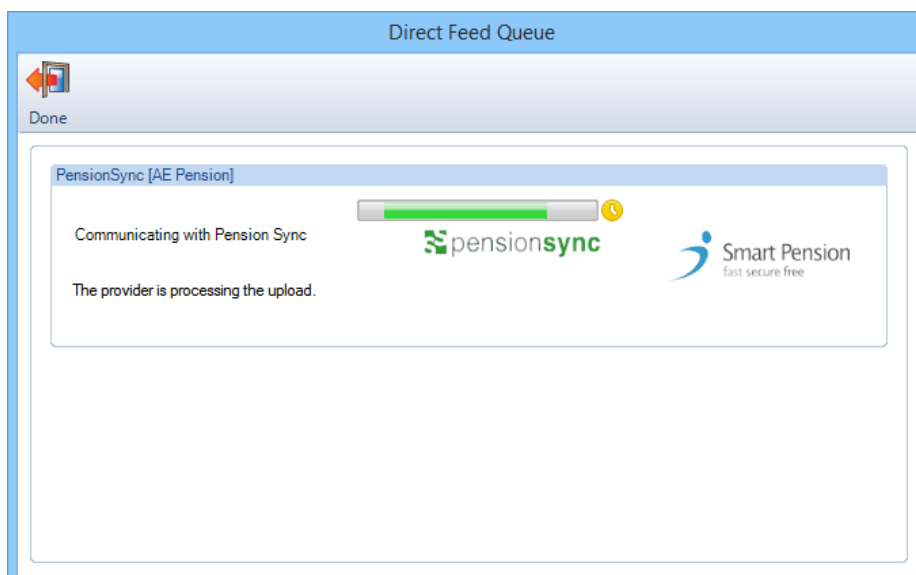 Direct Feed Queue
Done
PensionSync [AE Pension]
Communicating with Pension Sync
pensionsync
Smart Pension
fast secure free
The provider is processing the upload.